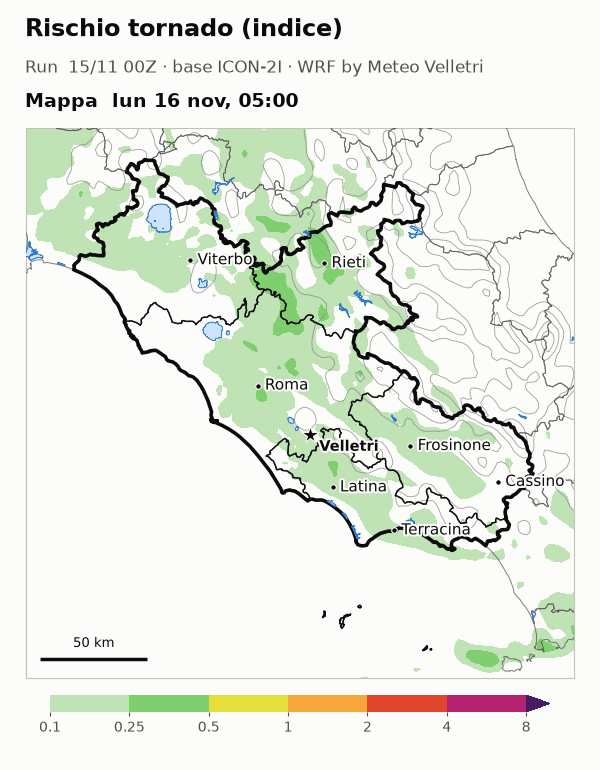 Rischio tornado (indice)
Run 15/11 00Z · base ICON-2I · WRF by Meteo Velletri
Mappa lun 16 nov, 05:00
Viterbo
Rieti
Roma
Velletri
Frosinone
Latina
Cassino
Terracina
50 km
0.1 0.25 0.5 1 2 4 8